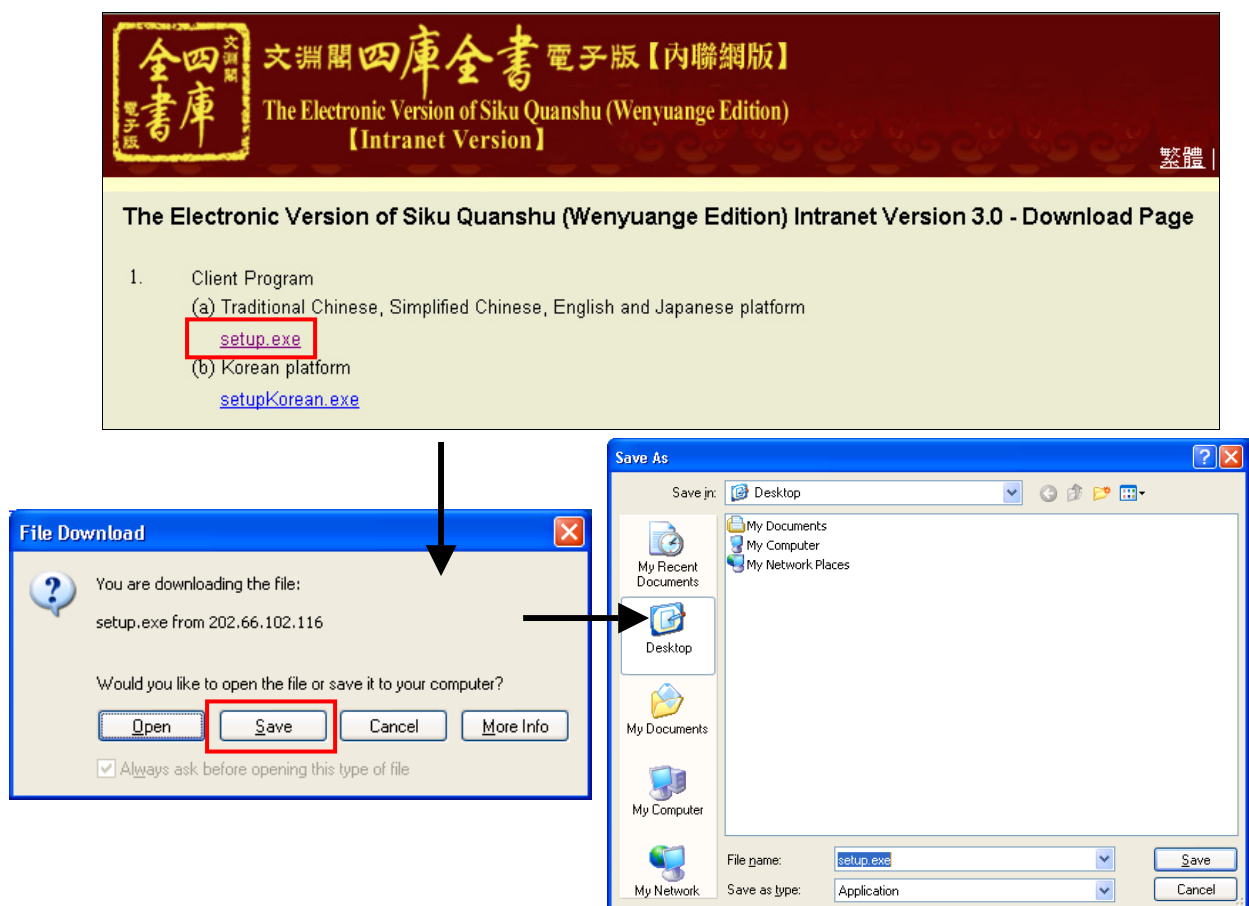 文淵閣
四庫
全書
電子版
文淵閣四庫全書電子版【內聯網版】
The Electronic Version of Siku Quanshu (Wenyuange Edition)
【Intranet Version】
繁體 |
The Electronic Version of Siku Quanshu (Wenyuange Edition) Intranet Version 3.0 - Download Page
1. Client Program
(a) Traditional Chinese, Simplified Chinese, English and Japanese platform
setup.exe
(b) Korean platform
setupKorean.exe
File Download
You are downloading the file:
setup.exe from 202.66.102.116
Would you like to open the file or save it to your computer?
Open Save Cancel More Info
Always ask before opening this type of file
Save As
Save in: Desktop
My Recent Documents
Desktop
My Documents
My Computer
My Network
My Documents
My Computer
My Network Places
File name: setup.exe Save
Save as type: Application Cancel